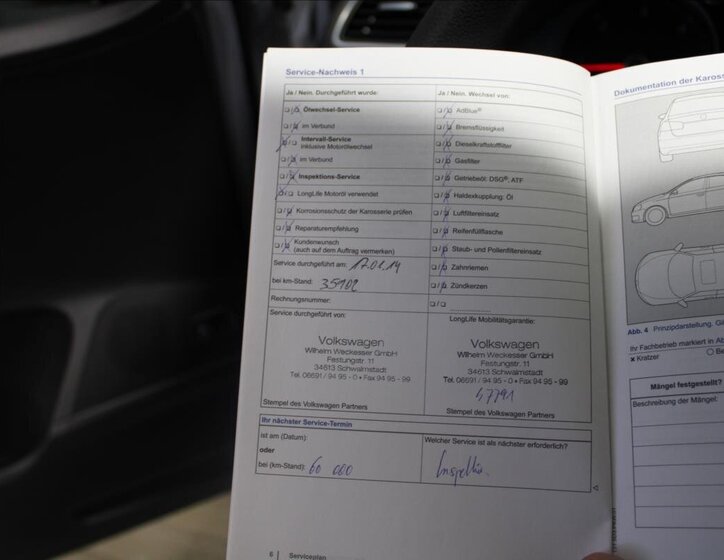 Service-Nachweis 1
Ja / Nein. Durchgeführt wurde:
Ölwechsel-Service
im Verbund
Intervall-Service
inklusive Motorölwechsel
im Verbund
Inspektions-Service
LongLife Motoröl verwendet
Korrosionsschutz der Karosserie prüfen
Reparaturempfehlung
Kundenwunsch
(auch auf dem Auftrag vermerken)
Service durchgeführt am: 17.01.14
bei km-Stand: 35902
Rechnungsnummer:
Service durchgeführt von:
Volkswagen
Wilhelm Weckesser GmbH
Festungstr. 11
34613 Schwalmstadt
Tel. 06691 / 94 95 - 0 • Fax 94 95 - 99
Stempel des Volkswagen Partners
Ja / Nein. Wechsel von:
AdBlue®
Bremsflüssigkeit
Dieselkraftstofffilter
Gasfilter
Getriebeöl: DSG®, ATF
Haldexkupplung: Öl
Luftfiltereinsatz
Reifenfüllflasche
Staub- und Pollenfiltereinsatz
Zahnriemen
Zündkerzen
LongLife Mobilitätsgarantie:
Volkswagen
Wilhelm Weckesser GmbH
Festungstr. 11
34613 Schwalmstadt
Tel. 06691 / 94 95 - 0 • Fax 94 95 - 99
Stempel des Volkswagen Partners
Ihr nächster Service-Termin
ist am (Datum):
oder
bei (km-Stand): 60 000
Welcher Service ist als nächster erforderlich?
6 Serviceplan
Dokumentation der Karosse
Abb. 4 Prinzipdarstellung.
Ihr Fachbetrieb markiert in
Kratzer
Mängel festgestellt?
Beschreibung der Mängel: